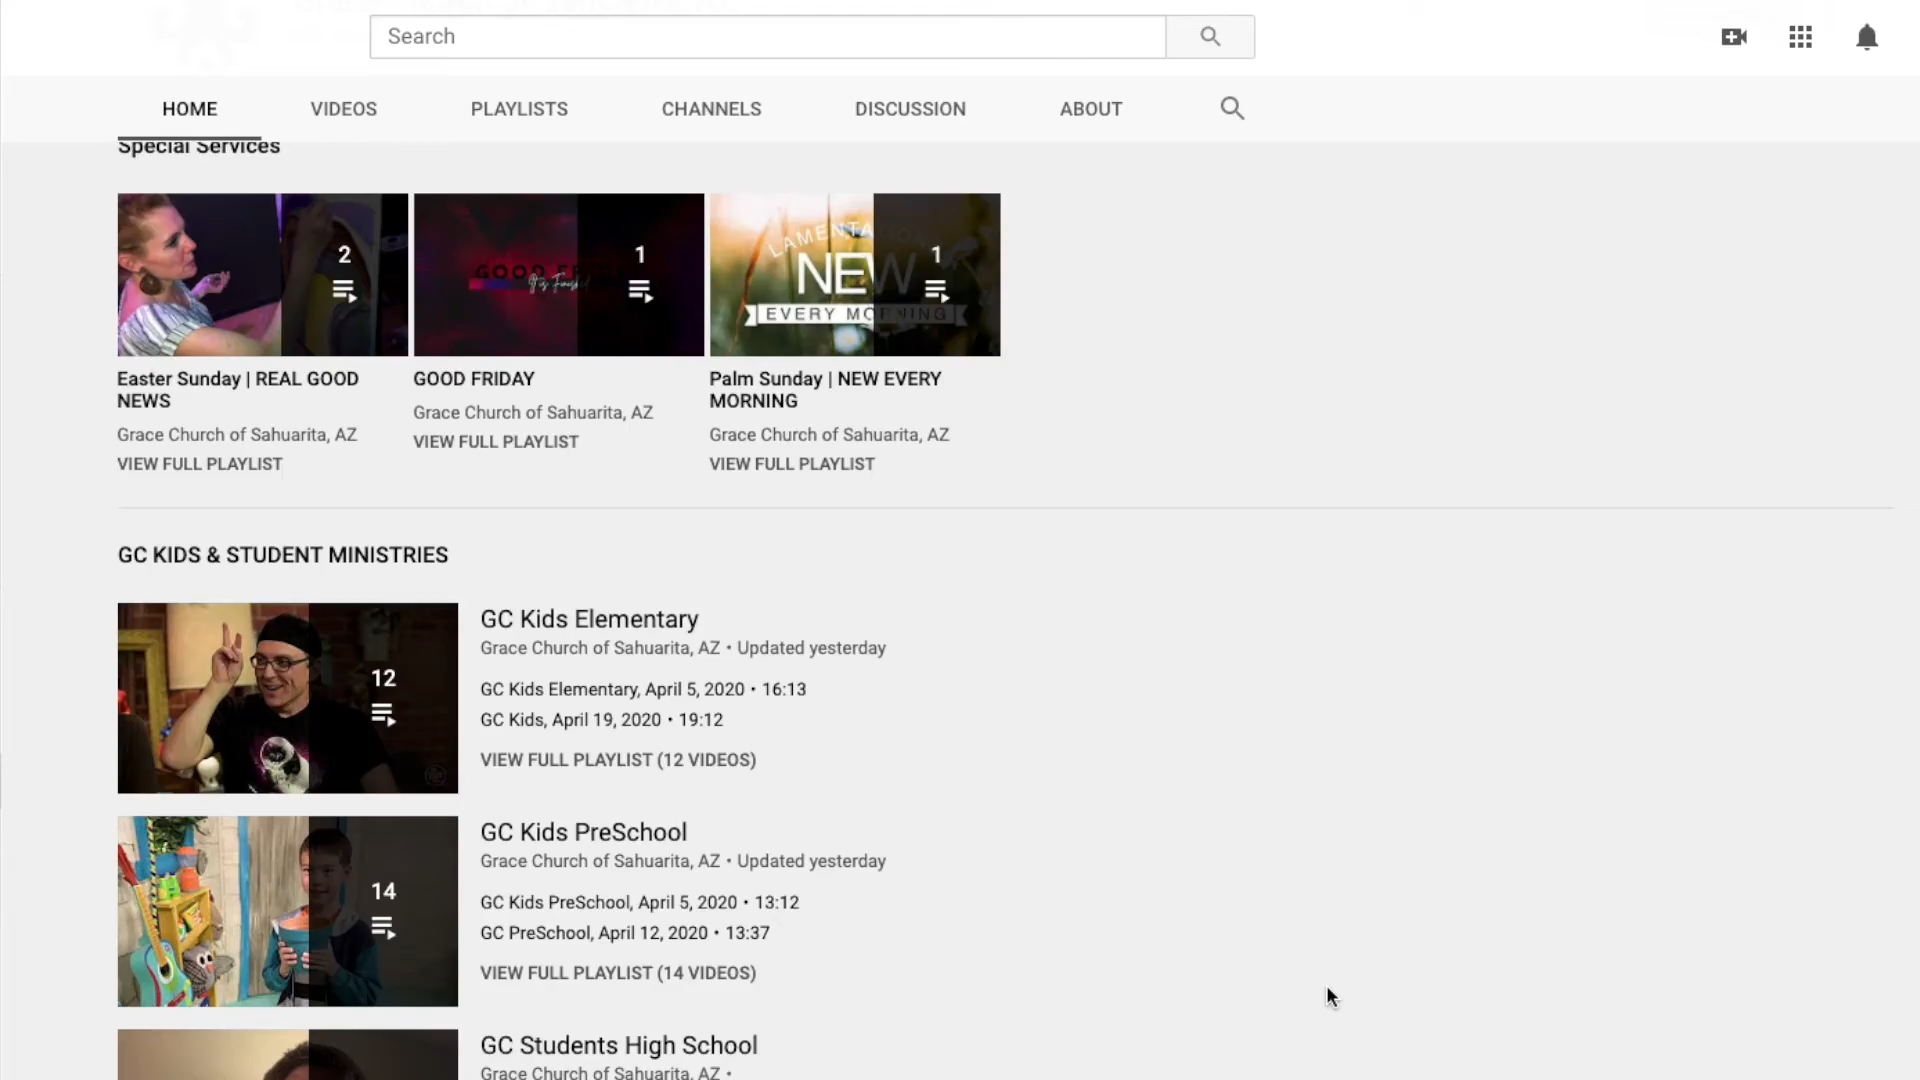 Search
HOME
VIDEOS
PLAYLISTS
CHANNELS
DISCUSSION
ABOUT
Special Services
2
GOOD
It is Finished
1
LAMENTA
NEW
EVERY MORNING
1
Easter Sunday | REAL GOOD
NEWS
Grace Church of Sahuarita, AZ
VIEW FULL PLAYLIST
GOOD FRIDAY
Grace Church of Sahuarita, AZ
VIEW FULL PLAYLIST
Palm Sunday | NEW EVERY
MORNING
Grace Church of Sahuarita, AZ
VIEW FULL PLAYLIST
GC KIDS & STUDENT MINISTRIES
12
GC Kids Elementary
Grace Church of Sahuarita, AZ • Updated yesterday
GC Kids Elementary, April 5, 2020 • 16:13
GC Kids, April 19, 2020 • 19:12
VIEW FULL PLAYLIST (12 VIDEOS)
14
GC Kids PreSchool
Grace Church of Sahuarita, AZ • Updated yesterday
GC Kids PreSchool, April 5, 2020 • 13:12
GC PreSchool, April 12, 2020 • 13:37
VIEW FULL PLAYLIST (14 VIDEOS)
GC Students High School
Grace Church of Sahuarita, AZ •